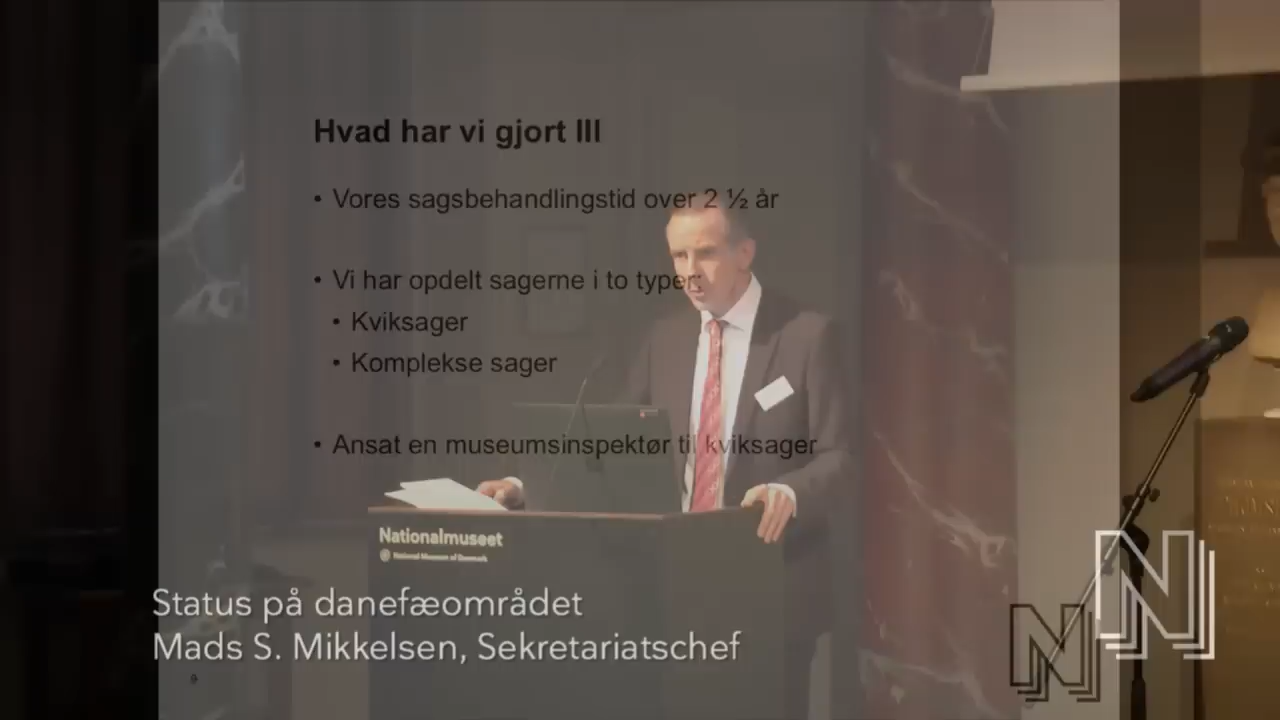 Hvad har vi gjort III
• Vores sagsbehandlingstid over 2 ½ år
• Vi har opdelt sagerne i to typer:
• Kviksager
• Komplekse sager
• Ansat en museumsinspektør til kviksager
Nationalmuseet
National Museum of Denmark
Status på danefæområdet
Mads S. Mikkelsen, Sekretariatschef
9
N
N